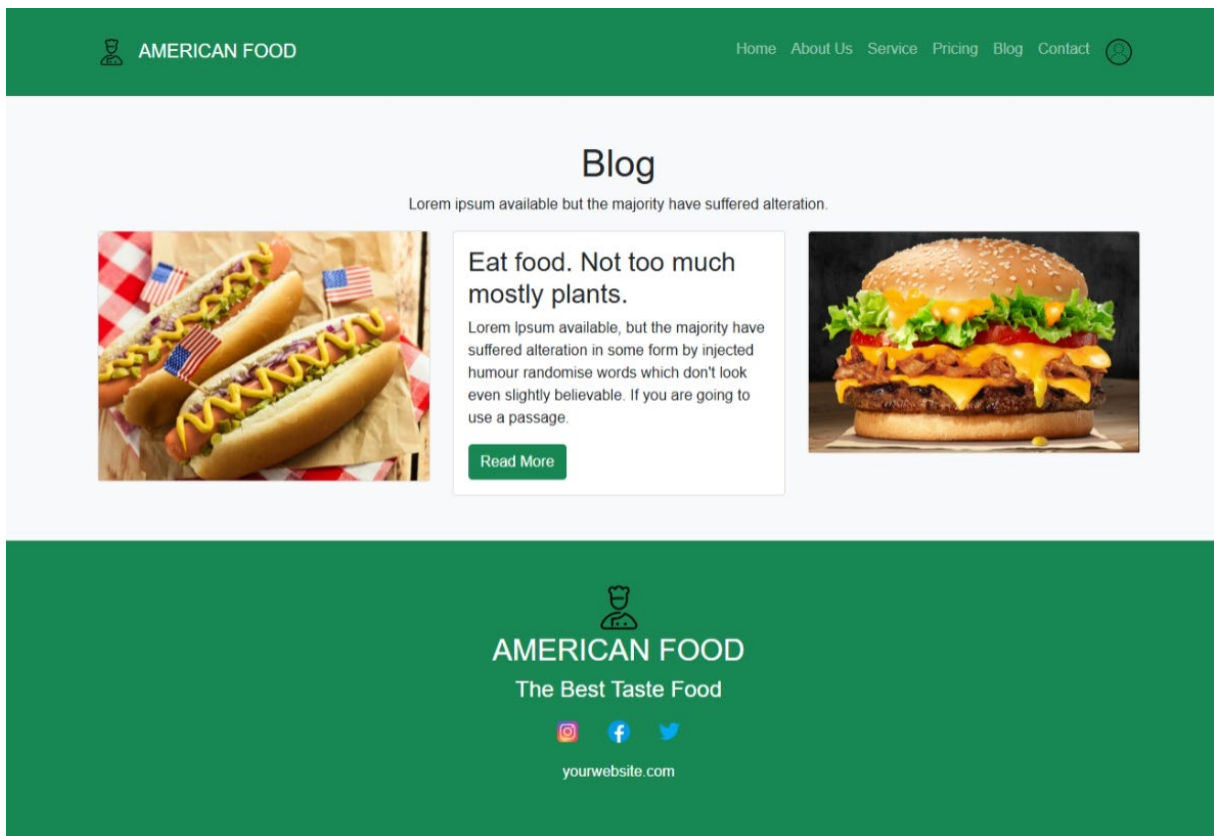 AMERICAN FOOD
Home About Us Service Pricing Blog Contact
Blog
Lorem ipsum available but the majority have suffered alteration.
Eat food. Not too much
mostly plants.
Lorem Ipsum available, but the majority have
suffered alteration in some form by injected
humour randomise words which don't look
even slightly believable. If you are going to
use a passage.
Read More
AMERICAN FOOD
The Best Taste Food
yourwebsite.com